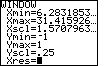 WINDOW
Xmin=6.2831853…
Xmax=31.415926…
Xscl=1.5707963…
Ymin=-1
Ymax=1
Yscl=.25
Xres=